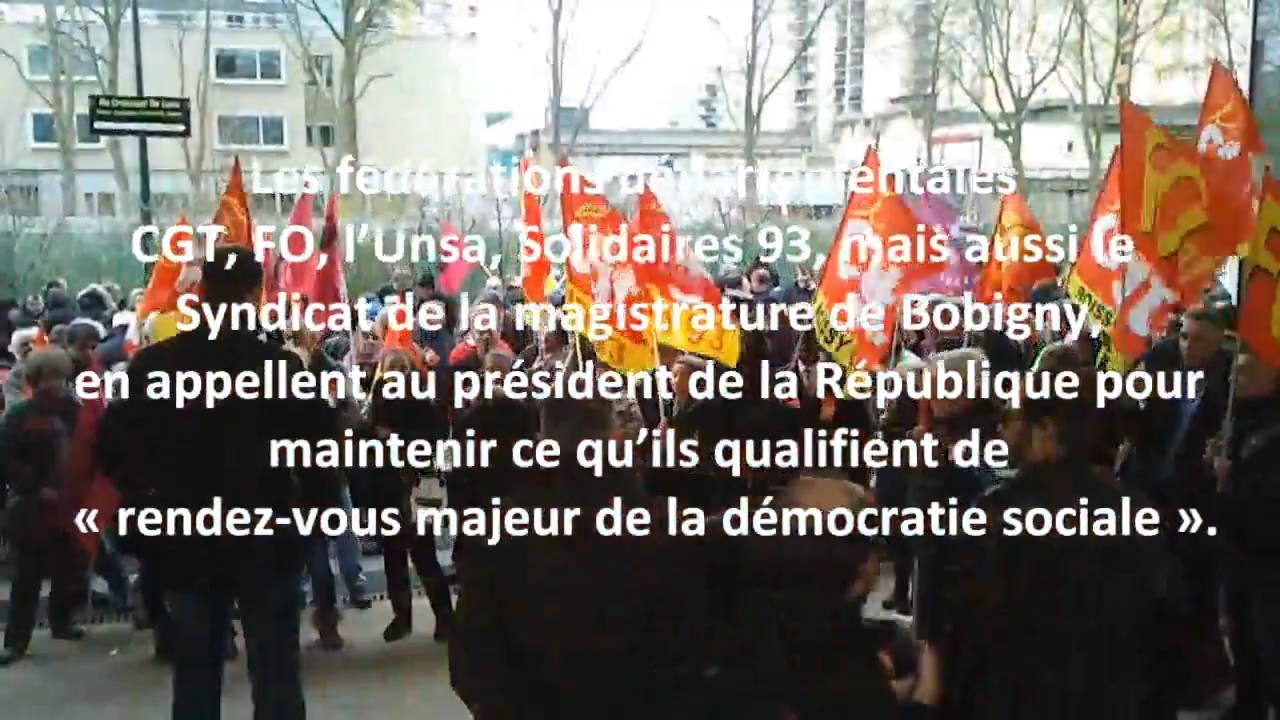 Les fédérations départementales
CGT, FO, l’Unsa, Solidaires 93, mais aussi le
Syndicat de la magistrature de Bobigny,
en appellent au président de la République pour
maintenir ce qu’ils qualifient de
« rendez-vous majeur de la démocratie sociale ».